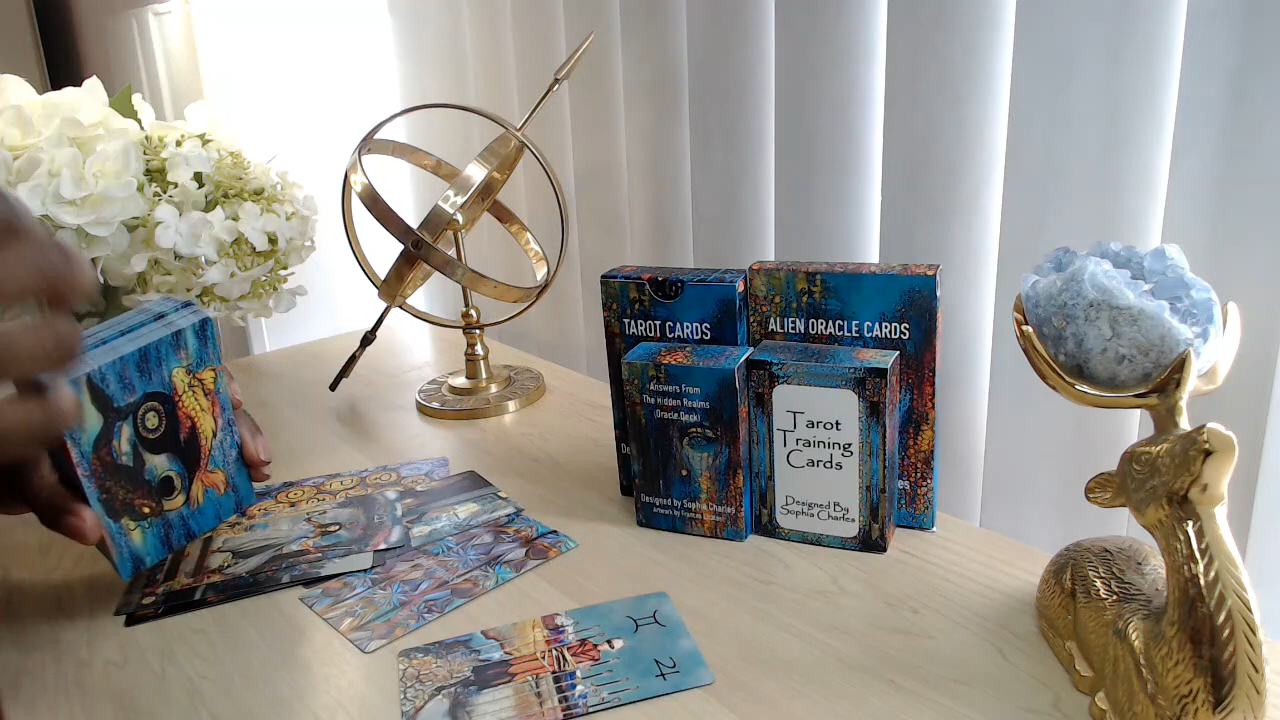 TAROT CARDS
ALIEN ORACLE CARDS
Answers From
The Hidden Realms
(Oracle Deck)
Designed by Sophia Charles
Tarot
Training
Cards
Designed By
Sophia Charles
♊
♃